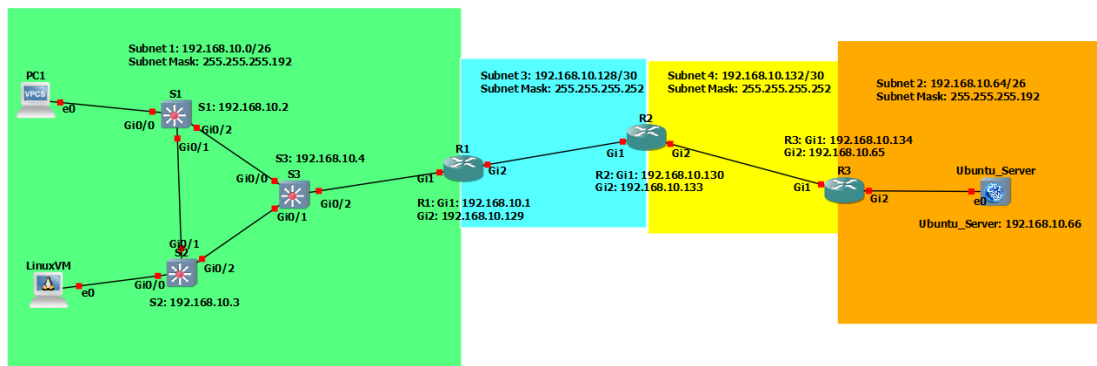 Subnet 1: 192.168.10.0/26
Subnet Mask: 255.255.255.192
PC1
VPCS
e0
S1
S1: 192.168.10.2
Gi0/0
Gi0/2
Gi0/1
S3: 192.168.10.4
S3
Gi0/0
Gi0/2
Gi0/1
Gi0/1
S2
Gi0/2
Gi0/0
LinuxVM
e0
S2: 192.168.10.3
Subnet 3: 192.168.10.128/30
Subnet Mask: 255.255.255.252
R1
Gi1
Gi2
R1: Gi1: 192.168.10.1
Gi2: 192.168.10.129
Subnet 4: 192.168.10.132/30
Subnet Mask: 255.255.255.252
R2
Gi1
Gi2
R2: Gi1: 192.168.10.130
Gi2: 192.168.10.133
Subnet 2: 192.168.10.64/26
Subnet Mask: 255.255.255.192
R3: Gi1: 192.168.10.134
Gi2: 192.168.10.65
R3
Gi1
Gi2
Ubuntu_Server
e0
Ubuntu_Server: 192.168.10.66